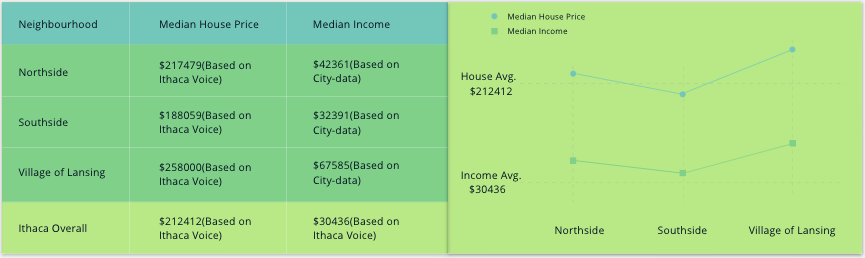 Neighbourhood
Median House Price
Median Income
Northside
$217479(Based on
Ithaca Voice)
$42361(Based on
City-data)
Southside
$188059(Based on
Ithaca Voice)
$32391(Based on
City-data)
Village of Lansing
$258000(Based on
Ithaca Voice)
$67585(Based on
City-data)
Ithaca Overall
$212412(Based on
Ithaca Voice)
$30436(Based on
Ithaca Voice)
Median House Price
Median Income
House Avg.
$212412
Income Avg.
$30436
Northside
Southside
Village of Lansing